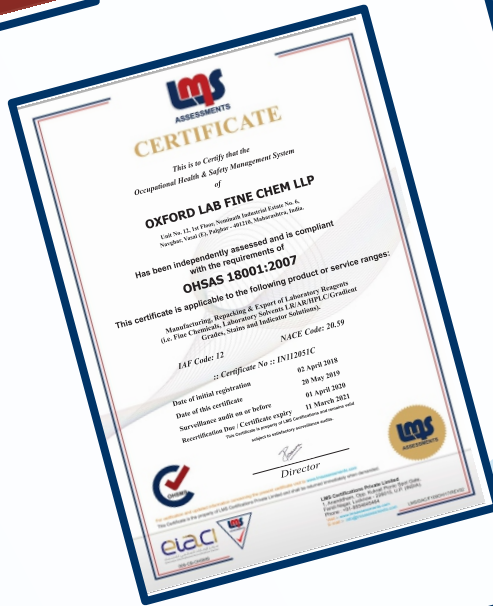 LMS
ASSESSMENTS
CERTIFICATE
This is to Certify that the
Occupational Health & Safety Management System
of
OXFORD LAB FINE CHEM LLP
Unit No. 12, 1st Floor, Neminath Industrial Estate No. 6,
Navghar, Vasai (E), Palghar - 401210, Maharashtra, India.
Has been independently assessed and is compliant
with the requirements of
OHSAS 18001:2007
This certificate is applicable to the following product or service ranges:
Manufacturing, Repacking & Export of Laboratory Reagents
(i.e. Fine Chemicals, Laboratory Solvents LR/AR/HPLC/Gradient
Grades, Stains and Indicator Solutions).
IAF Code: 12 NACE Code: 20.59
:: Certificate No :: IN112051C
Date of initial registration 02 April 2018
Date of this certificate 20 May 2019
Surveillance audit on or before 01 April 2020
Recertification Due / Certificate expiry 11 March 2021
This Certificate is property of LMS Certifications and remains valid
subject to satisfactory surveillance audits.
Director
LMS
ASSESSMENTS
OHSMS
LMS Certifications Private Limited
eiaci
LMS